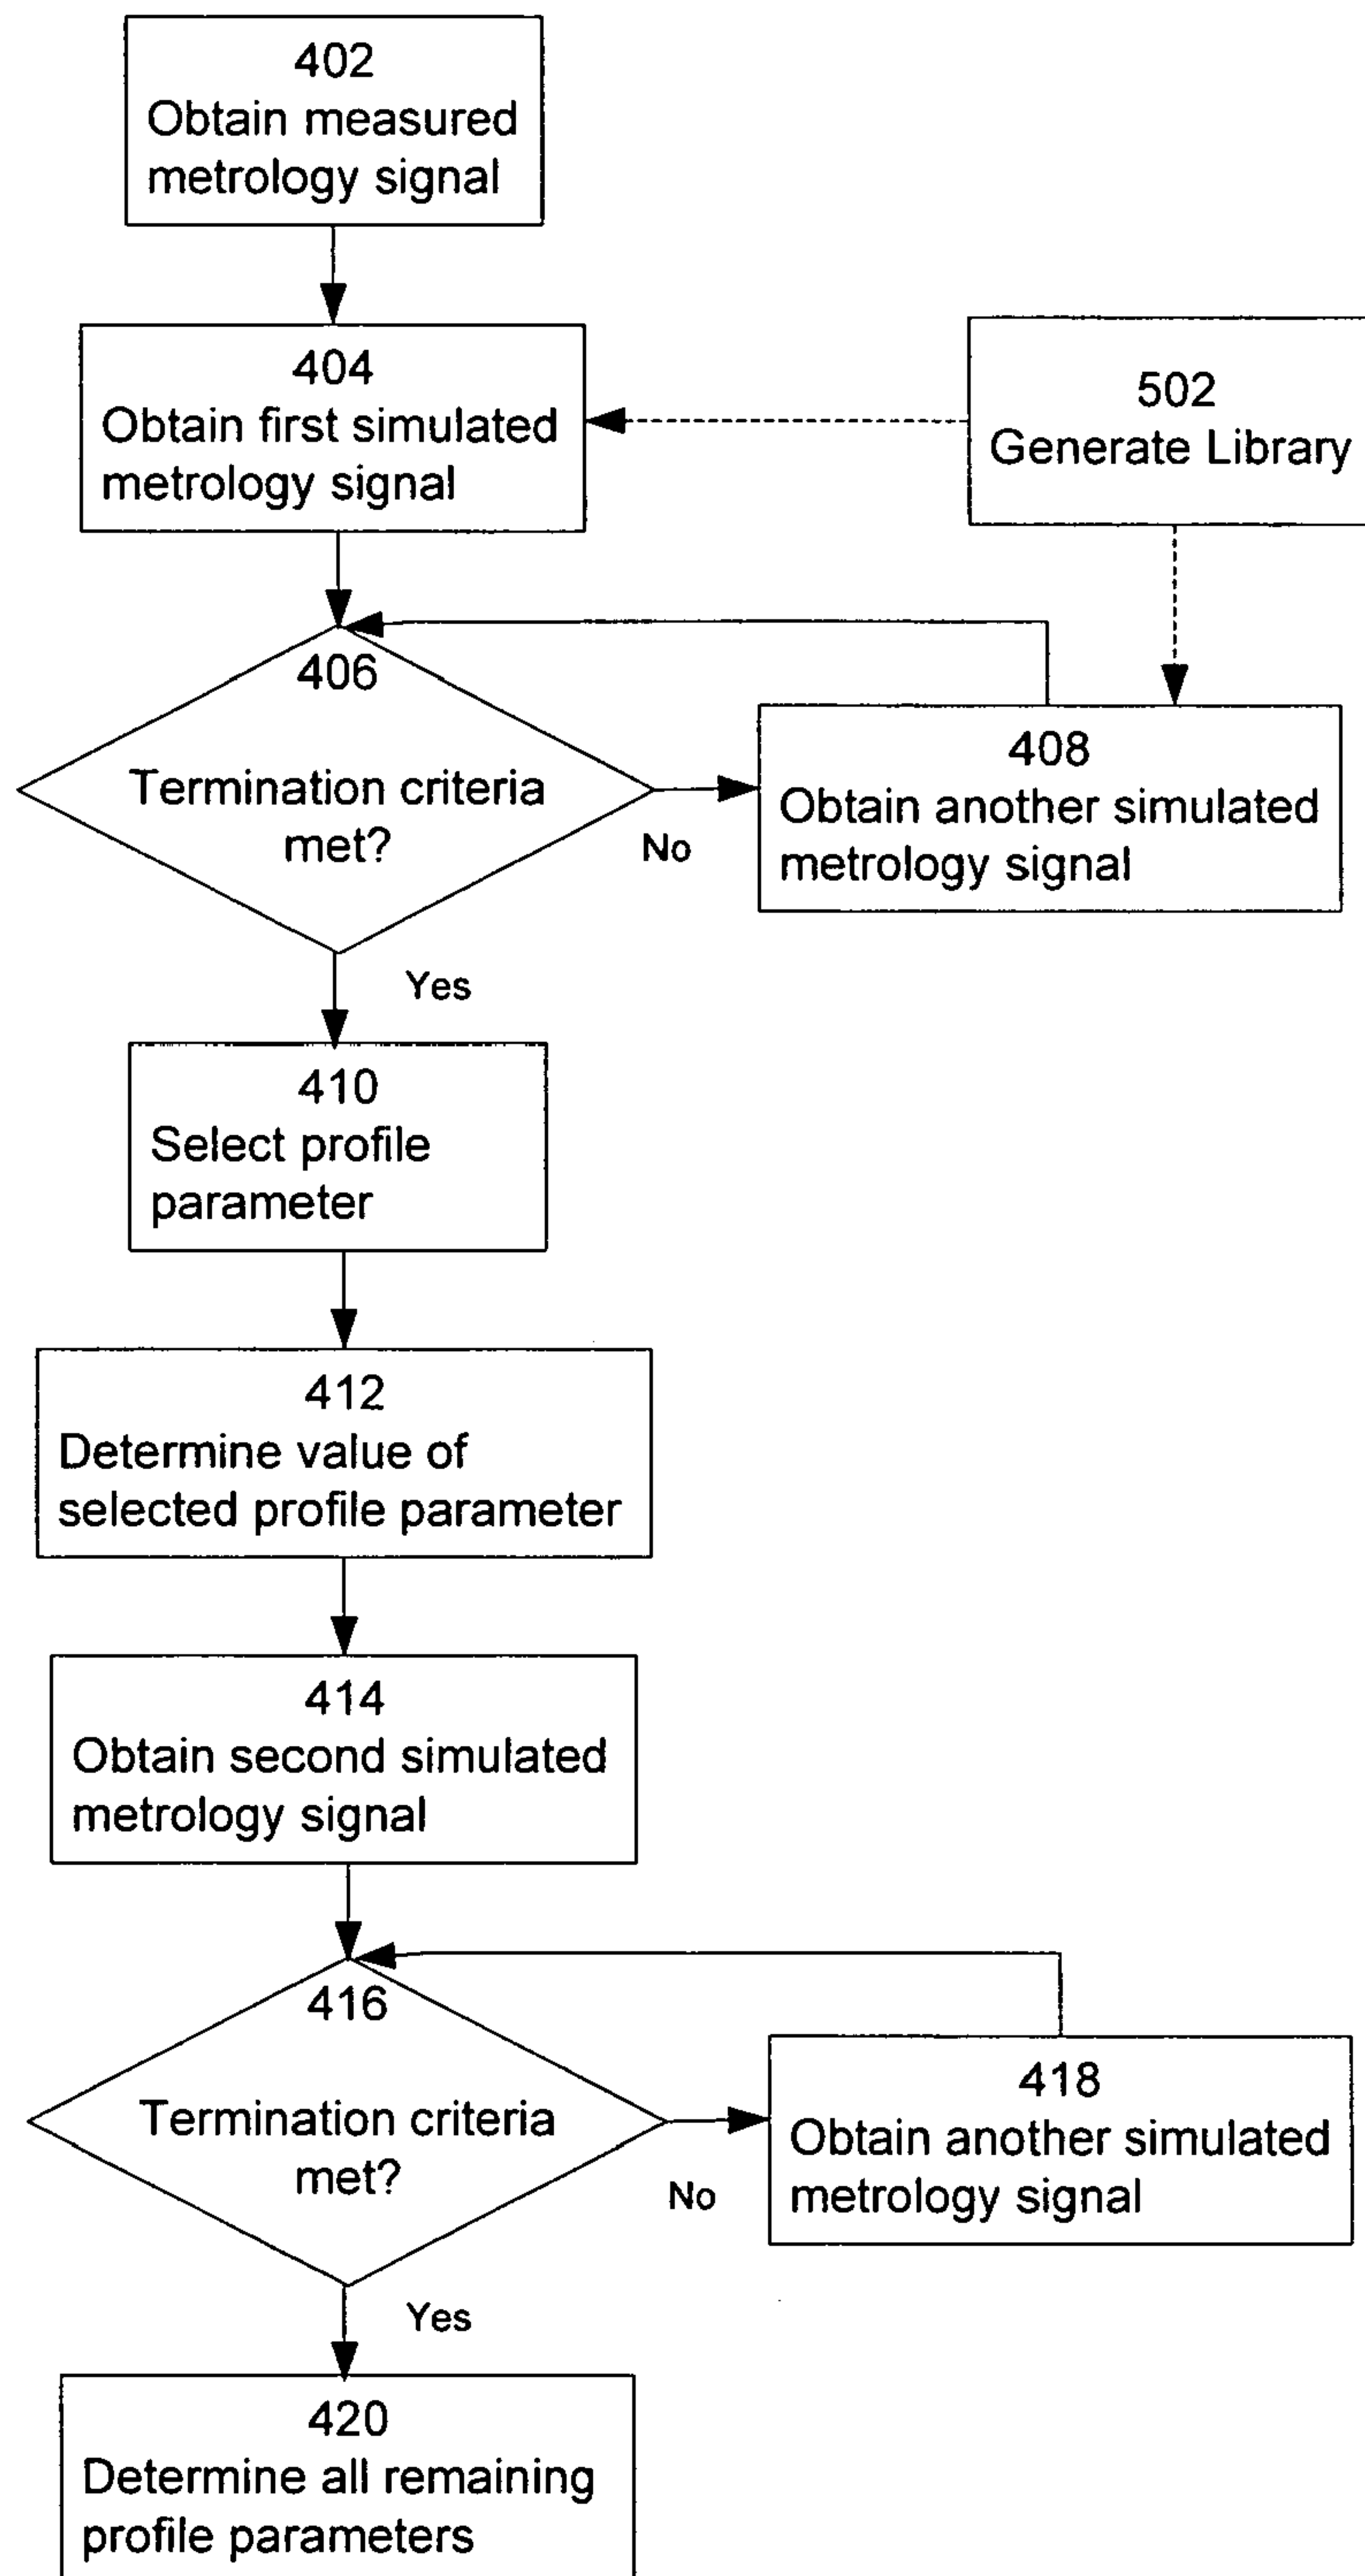 402
Obtain measured
metrology signal
404
Obtain first simulated
metrology signal
502
Generate Library
406
Termination criteria
met?
No
408
Obtain another simulated
metrology signal
Yes
410
Select profile
parameter
412
Determine value of
selected profile parameter
414
Obtain second simulated
metrology signal
416
Termination criteria
met?
No
418
Obtain another simulated
metrology signal
Yes
420
Determine all remaining
profile parameters